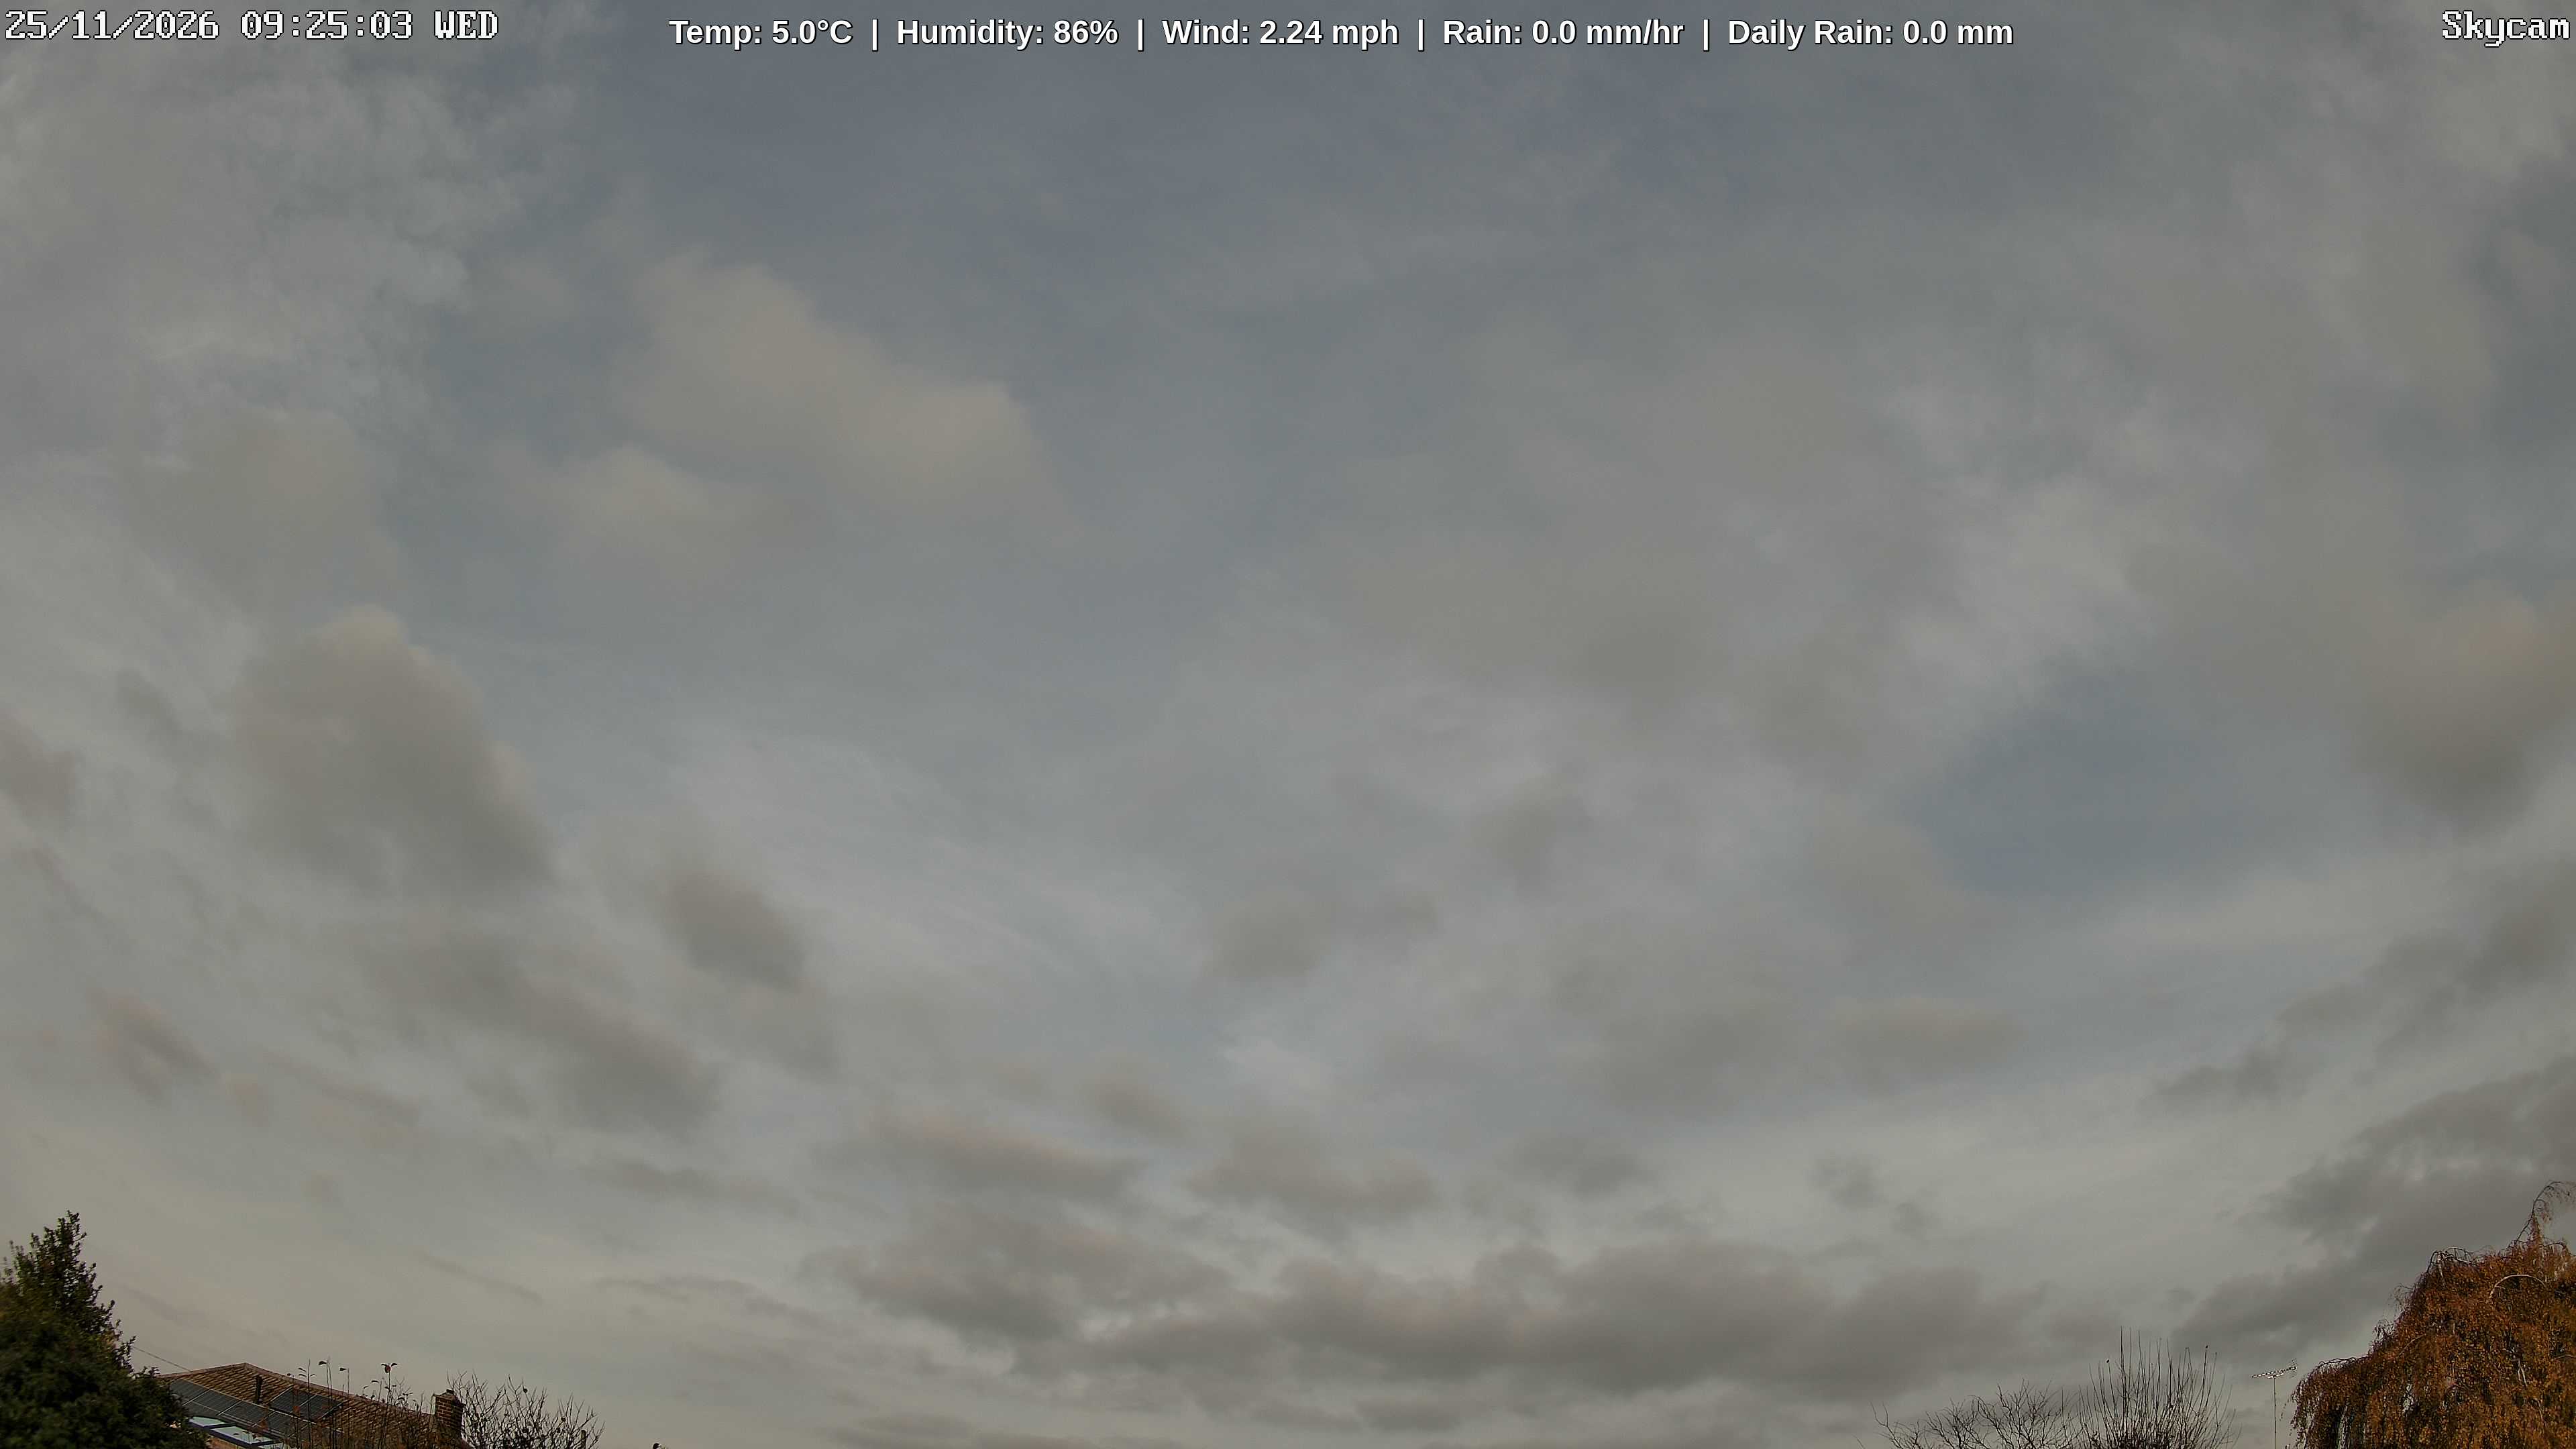 25/11/2026 09:25:03 WED
Temp: 5.0°C | Humidity: 86% | Wind: 2.24 mph | Rain: 0.0 mm/hr | Daily Rain: 0.0 mm
Skycam